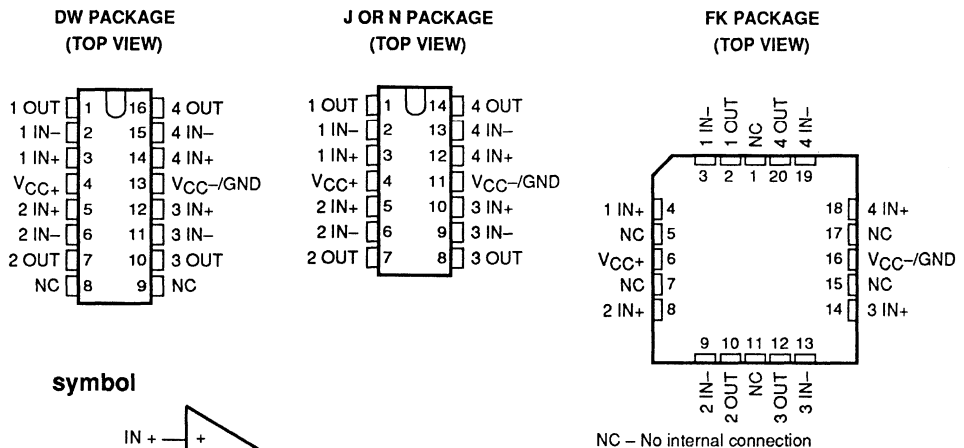 DW PACKAGE
(TOP VIEW)
1 OUT 1 16 4 OUT
1 IN– 2 15 4 IN–
1 IN+ 3 14 4 IN+
VCC+ 4 13 VCC–/GND
2 IN+ 5 12 3 IN+
2 IN– 6 11 3 IN–
2 OUT 7 10 3 OUT
NC 8 9 NC
J OR N PACKAGE
(TOP VIEW)
1 OUT 1 14 4 OUT
1 IN– 2 13 4 IN–
1 IN+ 3 12 4 IN+
VCC+ 4 11 VCC–/GND
2 IN+ 5 10 3 IN+
2 IN– 6 9 3 IN–
2 OUT 7 8 3 OUT
FK PACKAGE
(TOP VIEW)
1 IN– 1 OUT NC 4 OUT 4 IN–
3 2 1 20 19
1 IN+ 4 18 4 IN+
NC 5 17 NC
VCC+ 6 16 VCC–/GND
NC 7 15 NC
2 IN+ 8 14 3 IN+
9 10 11 12 13
2 IN– 2 OUT NC 3 OUT 3 IN–
NC – No internal connection
symbol
IN + +